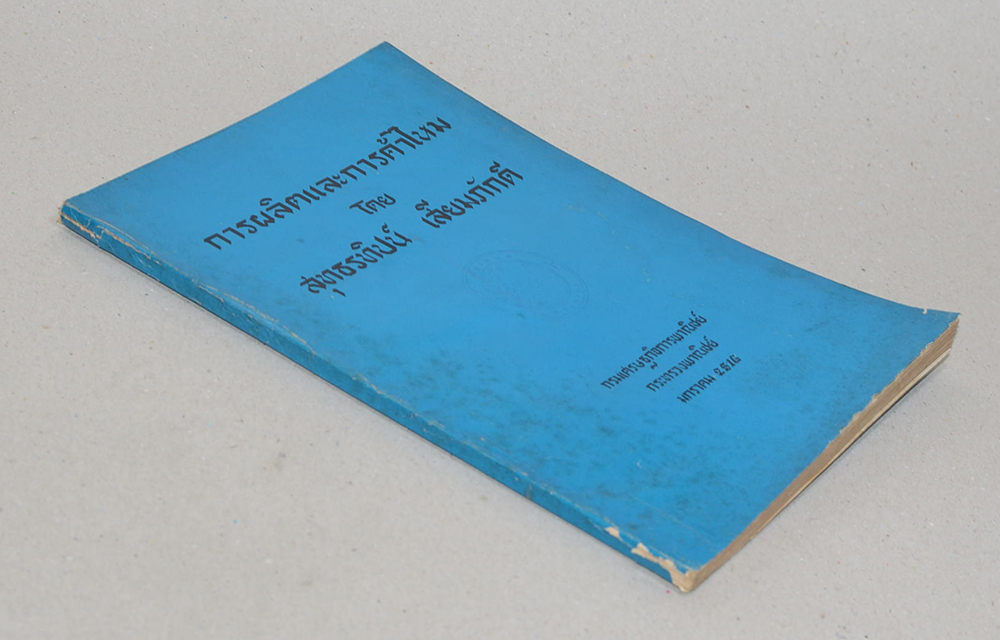 การผลิตและการค้าไหม
โดย
สุทธรทิปน์ เสียมภักดี
กรมเศรษฐกิจการพาณิชย์
กระทรวงพาณิชย์
มกราคม 2516